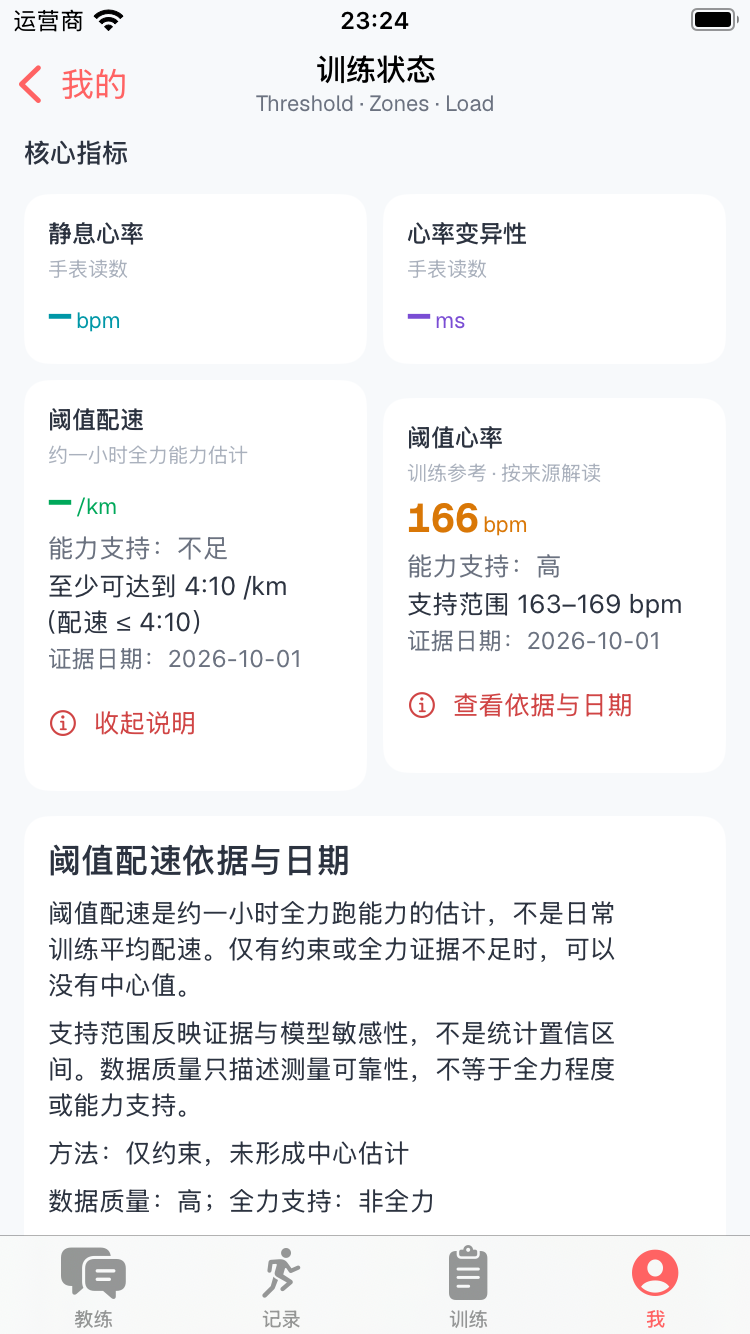 运营商
23:24
我的
训练状态
Threshold · Zones · Load
核心指标
静息心率
手表读数
— bpm
心率变异性
手表读数
— ms
阈值配速
约一小时全力能力估计
— /km
能力支持：不足
至少可达到 4:10 /km
(配速 ≤ 4:10)
证据日期：2026-10-01
收起说明
阈值心率
训练参考 · 按来源解读
166 bpm
能力支持：高
支持范围 163–169 bpm
证据日期：2026-10-01
查看依据与日期
阈值配速依据与日期
阈值配速是约一小时全力跑能力的估计，不是日常
训练平均配速。仅有约束或全力证据不足时，可以
没有中心值。
支持范围反映证据与模型敏感性，不是统计置信区
间。数据质量只描述测量可靠性，不等于全力程度
或能力支持。
方法：仅约束，未形成中心估计
数据质量：高；全力支持：非全力
教练
记录
训练
我